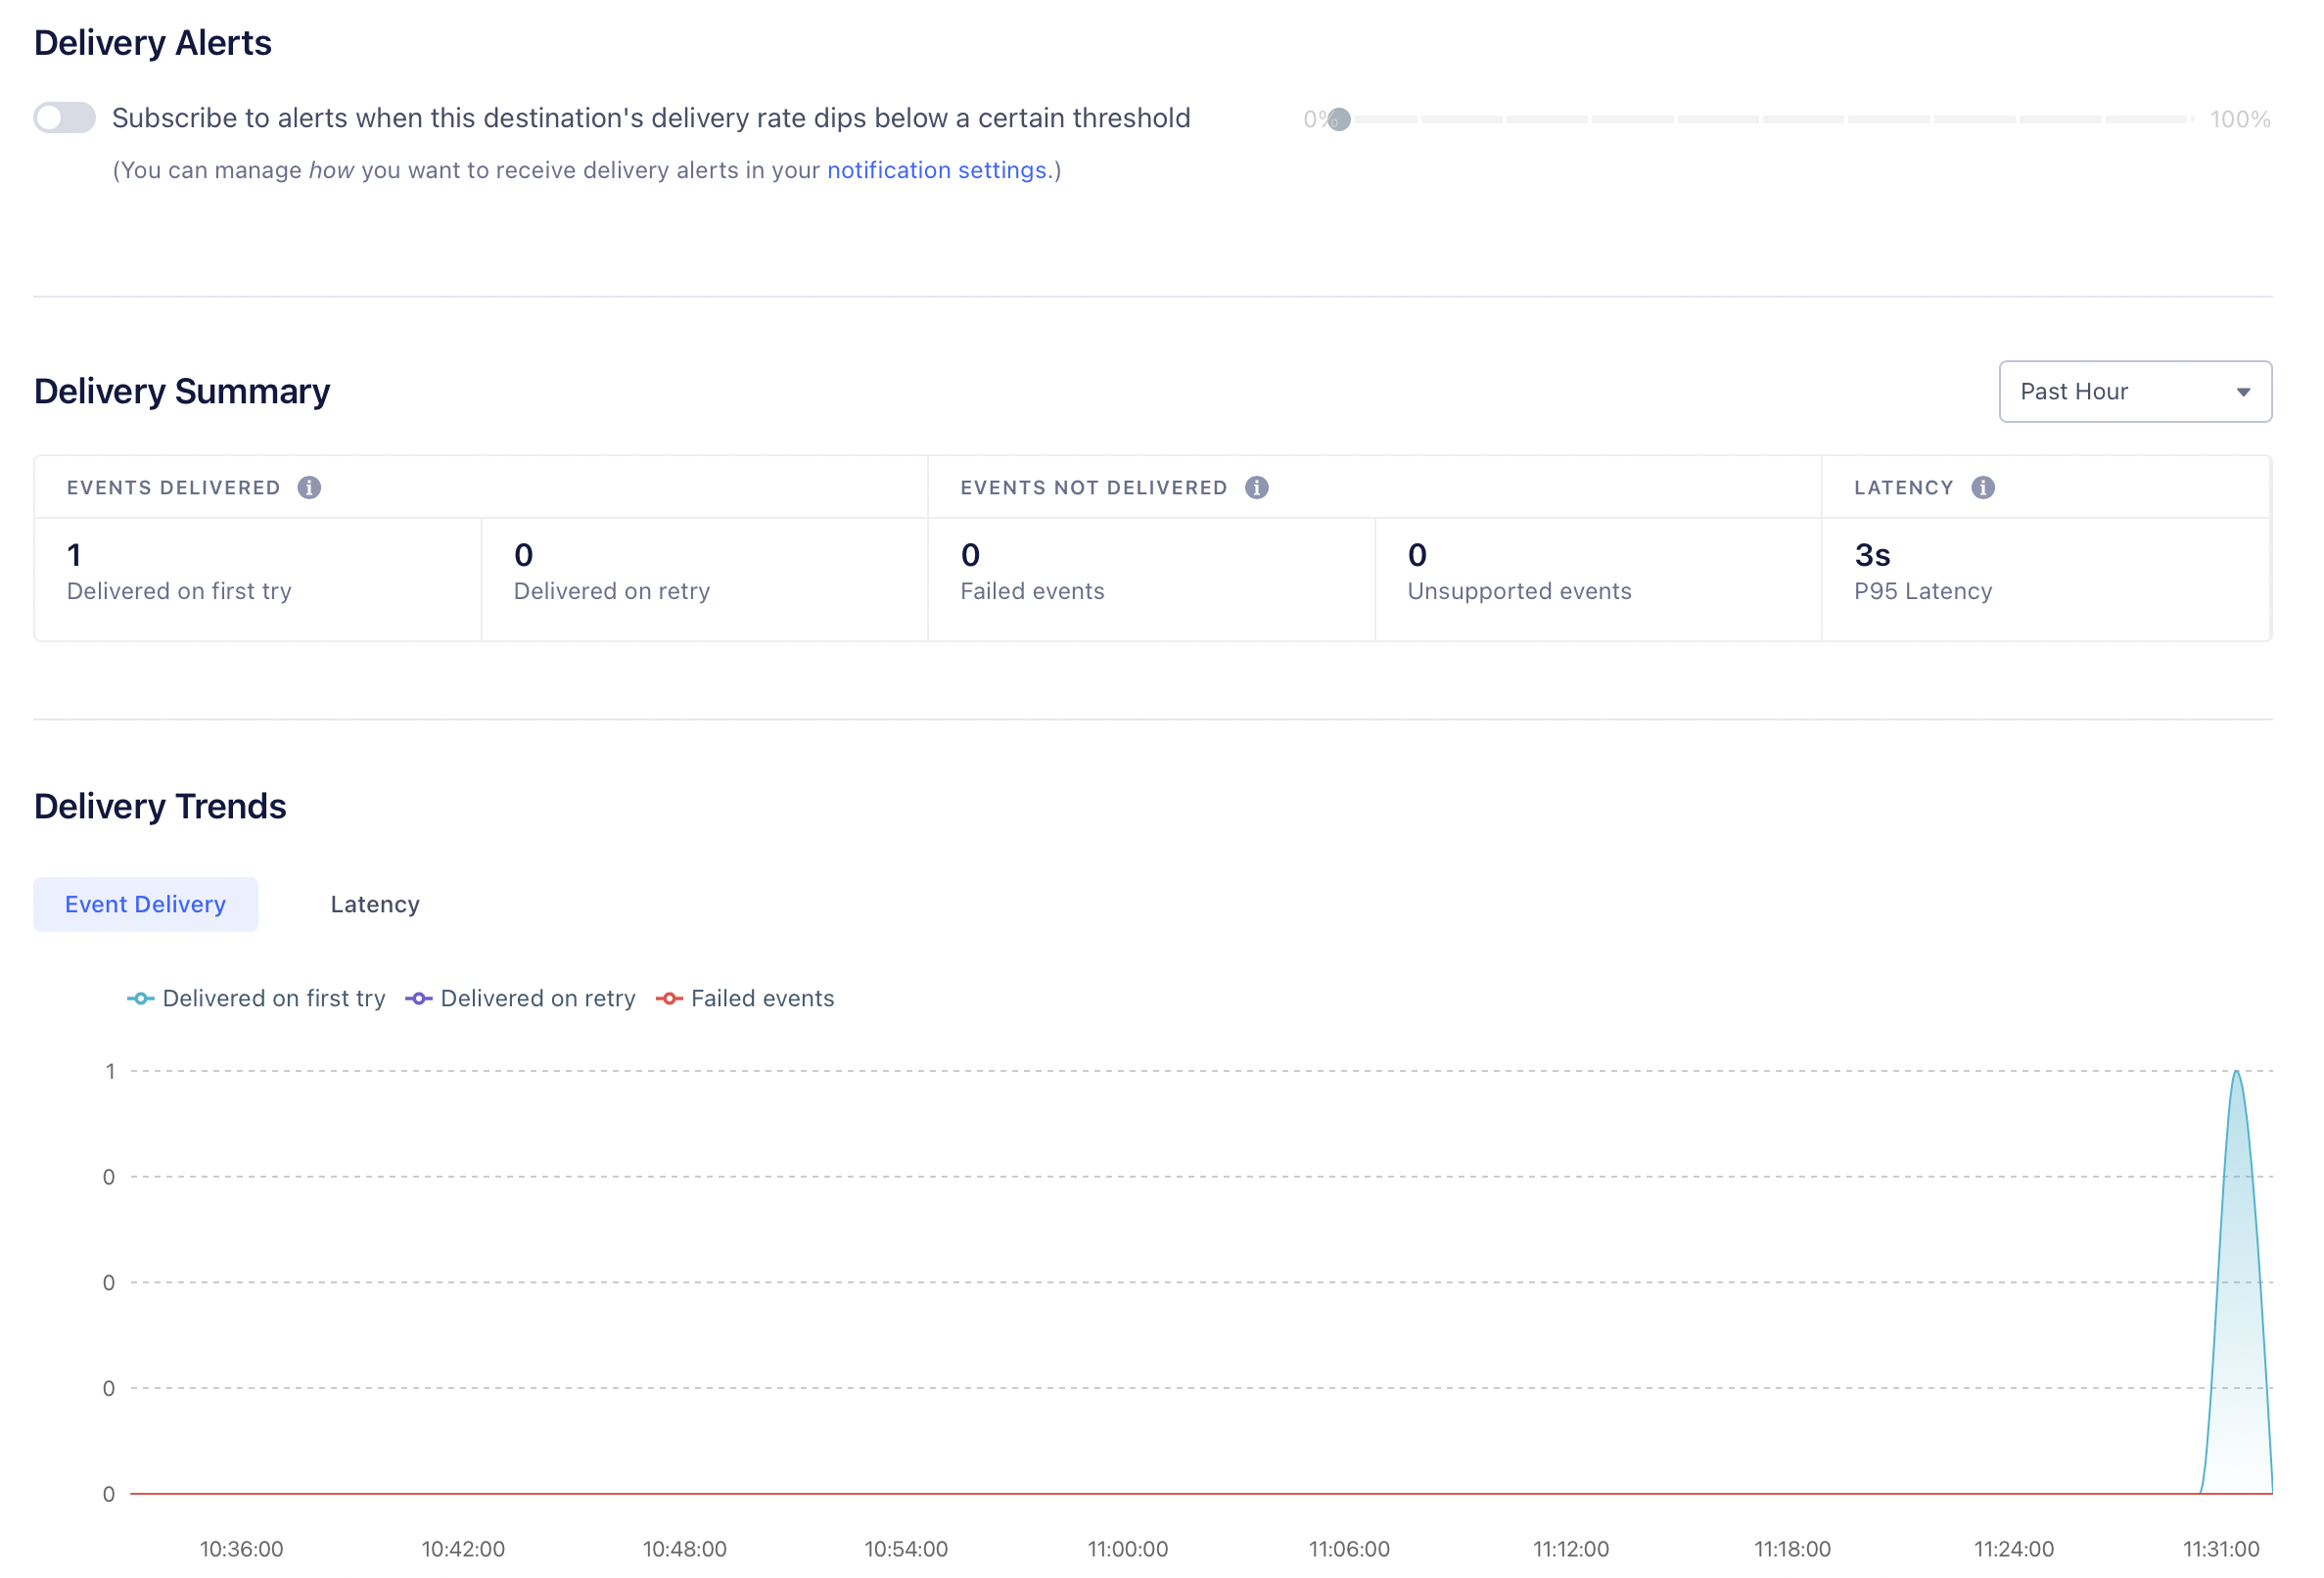 Delivery Alerts
Subscribe to alerts when this destination's delivery rate dips below a certain threshold
0%
100%
(You can manage how you want to receive delivery alerts in your notification settings.)
Delivery Summary
Past Hour
EVENTS DELIVERED
EVENTS NOT DELIVERED
LATENCY
1
0
0
0
3s
Delivered on first try
Delivered on retry
Failed events
Unsupported events
P95 Latency
Delivery Trends
Event Delivery
Latency
Delivered on first try
Delivered on retry
Failed events
1
0
0
0
0
10:36:00
10:42:00
10:48:00
10:54:00
11:00:00
11:06:00
11:12:00
11:18:00
11:24:00
11:31:00